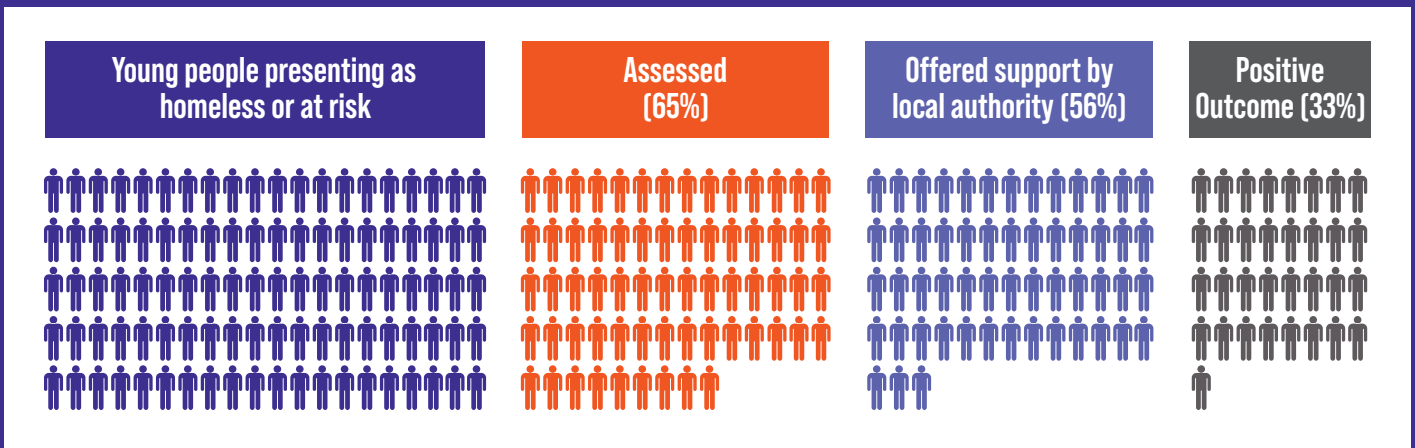 Young people presenting as
homeless or at risk
Assessed
(65%)
Offered support by
local authority (56%)
Positive
Outcome (33%)